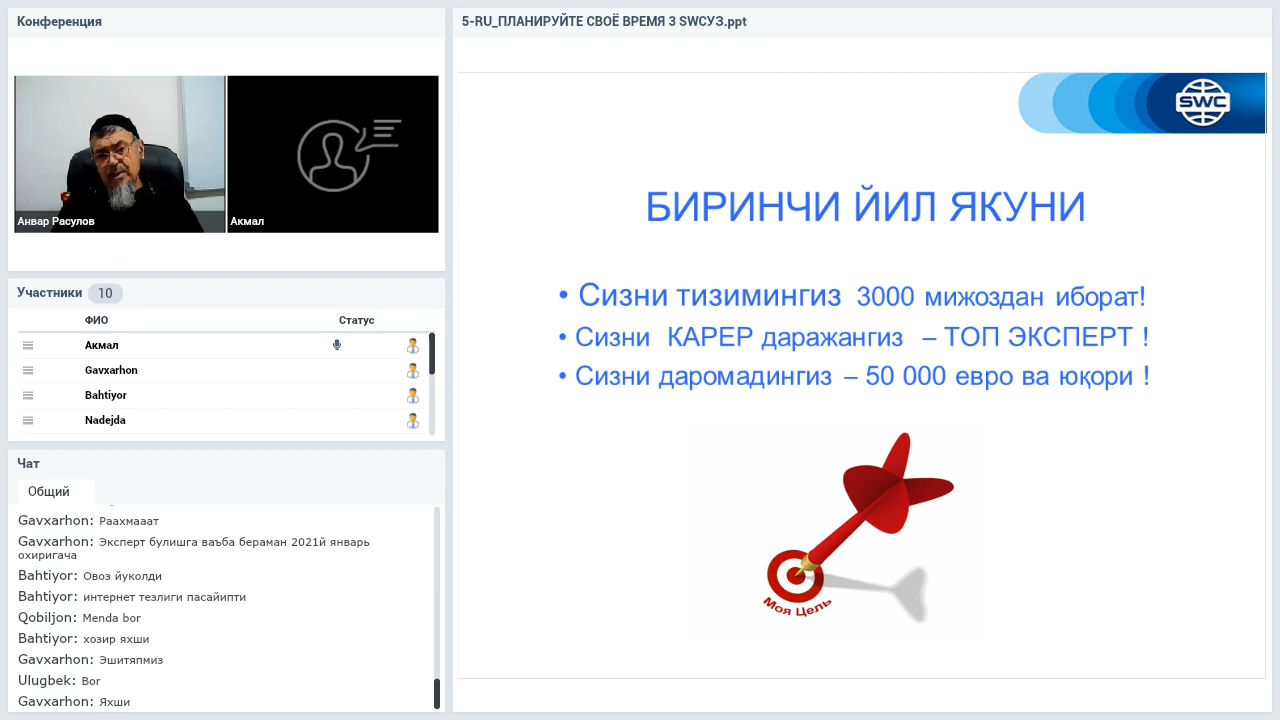 Конференция
Анвар Расулов
Акмал
Участники 10
ФИО Статус
Акмал
Gavxarhon
Bahtiyor
Nadejda
Чат
Общий
Gavxarhon: Раахмааат
Gavxarhon: Эксперт булишга ваъба бераман 2021й январь
охиригача
Bahtiyor: Овоз йуколди
Bahtiyor: интернет тезлиги пасайипти
Qobiljon: Menda bor
Bahtiyor: хозир яхши
Gavxarhon: Эшитяпмиз
Ulugbek: Bor
Gavxarhon: Яхши
5-RU_ПЛАНИРУЙТЕ СВОЁ ВРЕМЯ 3 SWCУЗ.ppt
SWC
БИРИНЧИ ЙИЛ ЯКУНИ
• Сизни тизимингиз 3000 мижоздан иборат!
• Сизни КАРЕР даражангиз – ТОП ЭКСПЕРТ !
• Сизни даромадингиз – 50 000 евро ва юқори !
Моя Цель